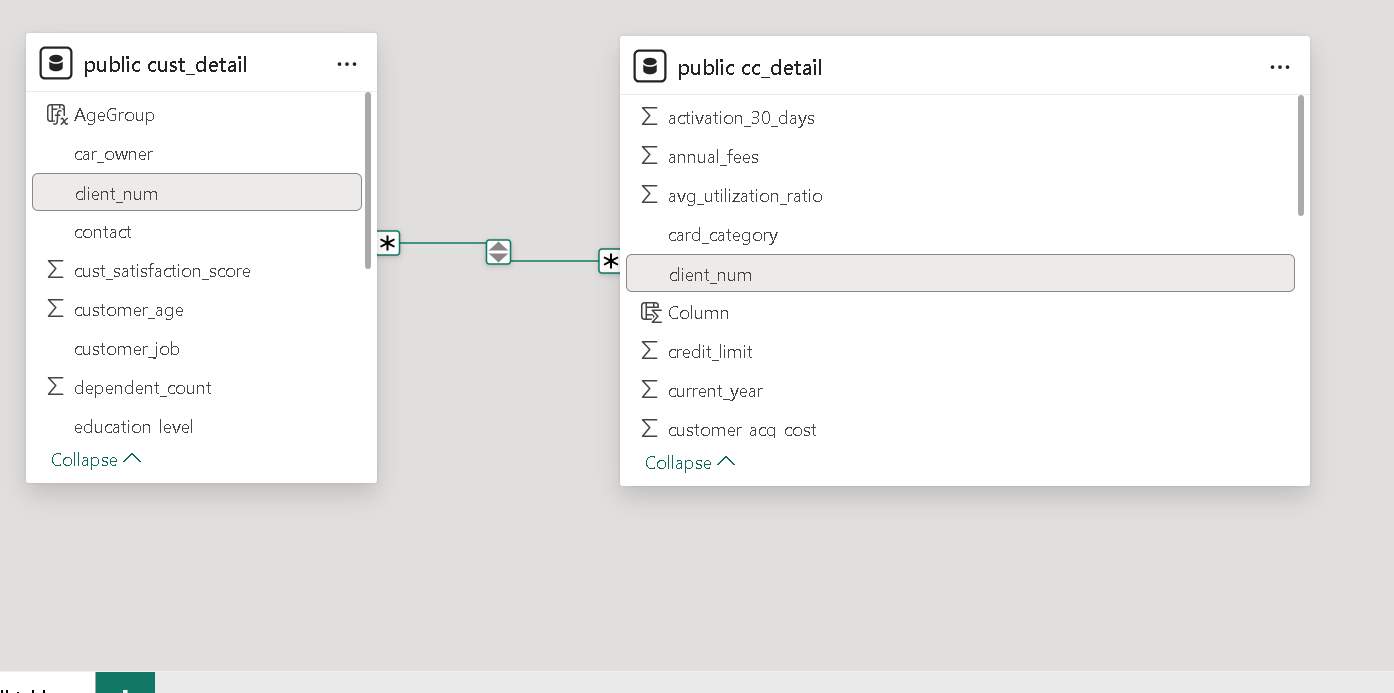 public cust_detail
AgeGroup
car_owner
client_num
contact
cust_satisfaction_score
customer_age
customer_job
dependent_count
education_level
Collapse
public cc_detail
activation_30_days
annual_fees
avg_utilization_ratio
card_category
client_num
Column
credit_limit
current_year
customer_acq_cost
Collapse